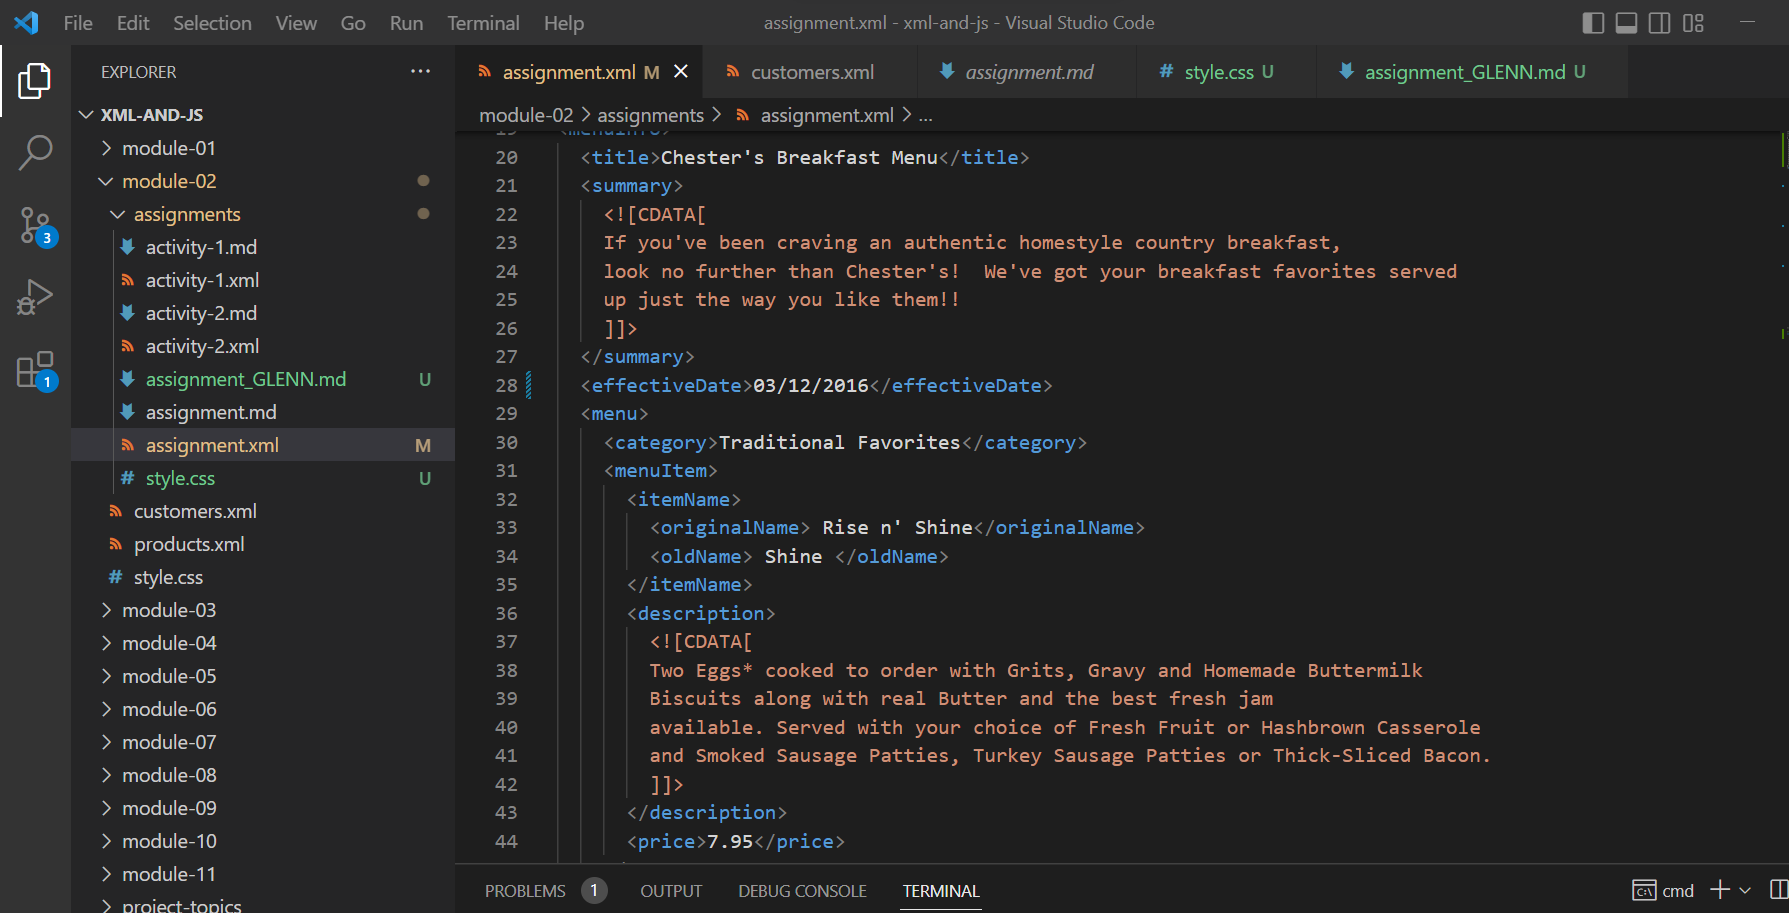 File Edit Selection View Go Run Terminal Help
assignment.xml - xml-and-js - Visual Studio Code
EXPLORER
XML-AND-JS
module-01
module-02
assignments
activity-1.md
activity-1.xml
activity-2.md
activity-2.xml
assignment_GLENN.md U
assignment.md
assignment.xml M
style.css U
customers.xml
products.xml
style.css
module-03
module-04
module-05
module-06
module-07
module-08
module-09
module-10
module-11
project-topics
3
1
assignment.xml M customers.xml assignment.md style.css U assignment_GLENN.md U
module-02 > assignments > assignment.xml > ...
19 <menuInfo>
20 <title>Chester's Breakfast Menu</title>
21 <summary>
22 <![CDATA[
23 If you've been craving an authentic homestyle country breakfast,
24 look no further than Chester's!  We've got your breakfast favorites served
25 up just the way you like them!!
26 ]]>
27 </summary>
28 <effectiveDate>03/12/2016</effectiveDate>
29 <menu>
30 <category>Traditional Favorites</category>
31 <menuItem>
32 <itemName>
33 <originalName> Rise n' Shine</originalName>
34 <oldName> Shine </oldName>
35 </itemName>
36 <description>
37 <![CDATA[
38 Two Eggs* cooked to order with Grits, Gravy and Homemade Buttermilk
39 Biscuits along with real Butter and the best fresh jam
40 available. Served with your choice of Fresh Fruit or Hashbrown Casserole
41 and Smoked Sausage Patties, Turkey Sausage Patties or Thick-Sliced Bacon.
42 ]]>
43 </description>
44 <price>7.95</price>
PROBLEMS 1 OUTPUT DEBUG CONSOLE TERMINAL cmd